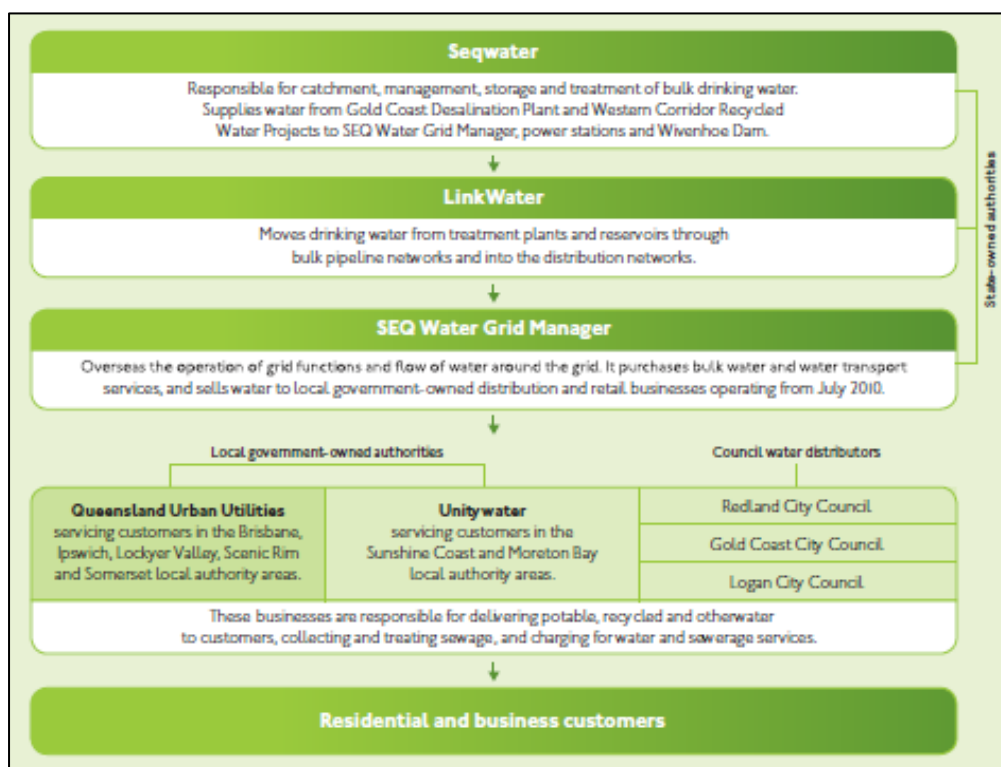 Seqwater
Responsible for catchment, management, storage and treatment of bulk drinking water.
Supplies water from Gold Coast Desalination Plant and Western Corridor Recycled
Water Projects to SEQ Water Grid Manager, power stations and Wivenhoe Dam.
LinkWater
Moves drinking water from treatment plants and reservoirs through
bulk pipeline networks and into the distribution networks.
SEQ Water Grid Manager
Overseas the operation of grid functions and flow of water around the grid. It purchases bulk water and water transport
services, and sells water to local government-owned distribution and retail businesses operating from July 2010.
State-owned authorities
Local government-owned authorities
Council water distributors
Queensland Urban Utilities
servicing customers in the Brisbane,
Ipswich, Lockyer Valley, Scenic Rim
and Somerset local authority areas.
Unitywater
servicing customers in the
Sunshine Coast and Moreton Bay
local authority areas.
Redland City Council
Gold Coast City Council
Logan City Council
These businesses are responsible for delivering potable, recycled and otherwater
to customers, collecting and treating sewage, and charging for water and sewerage services.
Residential and business customers